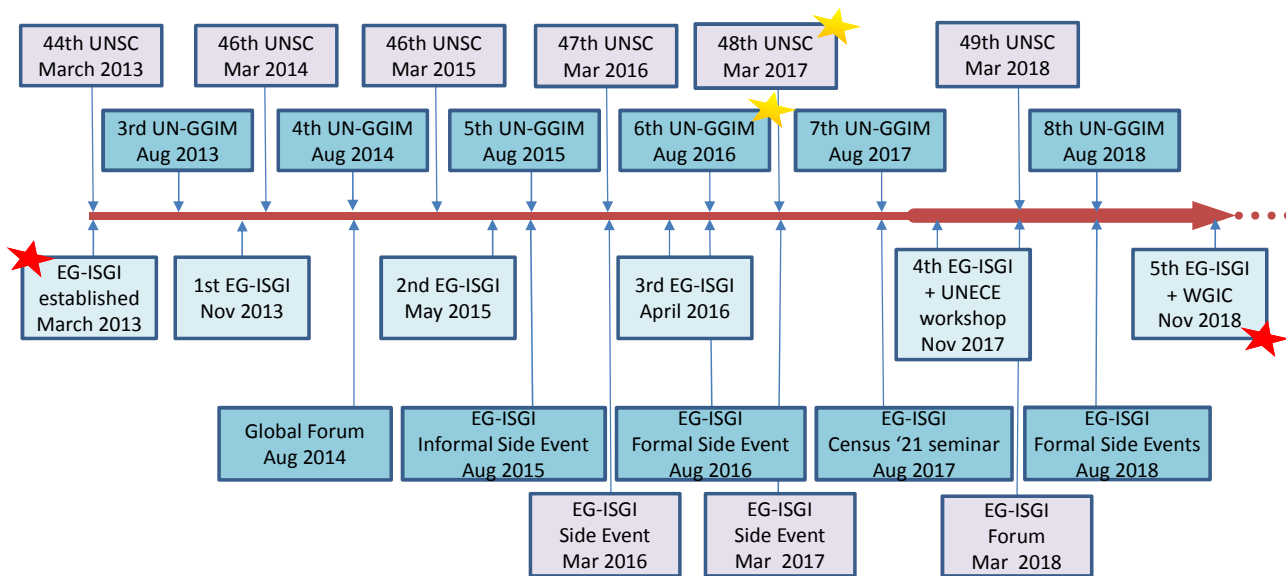 44th UNSC
March 2013
46th UNSC
Mar 2014
46th UNSC
Mar 2015
47th UNSC
Mar 2016
48th UNSC
Mar 2017
49th UNSC
Mar 2018
3rd UN-GGIM
Aug 2013
4th UN-GGIM
Aug 2014
5th UN-GGIM
Aug 2015
6th UN-GGIM
Aug 2016
7th UN-GGIM
Aug 2017
8th UN-GGIM
Aug 2018
EG-ISGI
established
March 2013
1st EG-ISGI
Nov 2013
2nd EG-ISGI
May 2015
3rd EG-ISGI
April 2016
4th EG-ISGI
+ UNECE
workshop
Nov 2017
5th EG-ISGI
+ WGIC
Nov 2018
Global Forum
Aug 2014
EG-ISGI
Informal Side Event
Aug 2015
EG-ISGI
Formal Side Event
Aug 2016
EG-ISGI
Census ‘21 seminar
Aug 2017
EG-ISGI
Formal Side Events
Aug 2018
EG-ISGI
Side Event
Mar 2016
EG-ISGI
Side Event
Mar 2017
EG-ISGI
Forum
Mar 2018